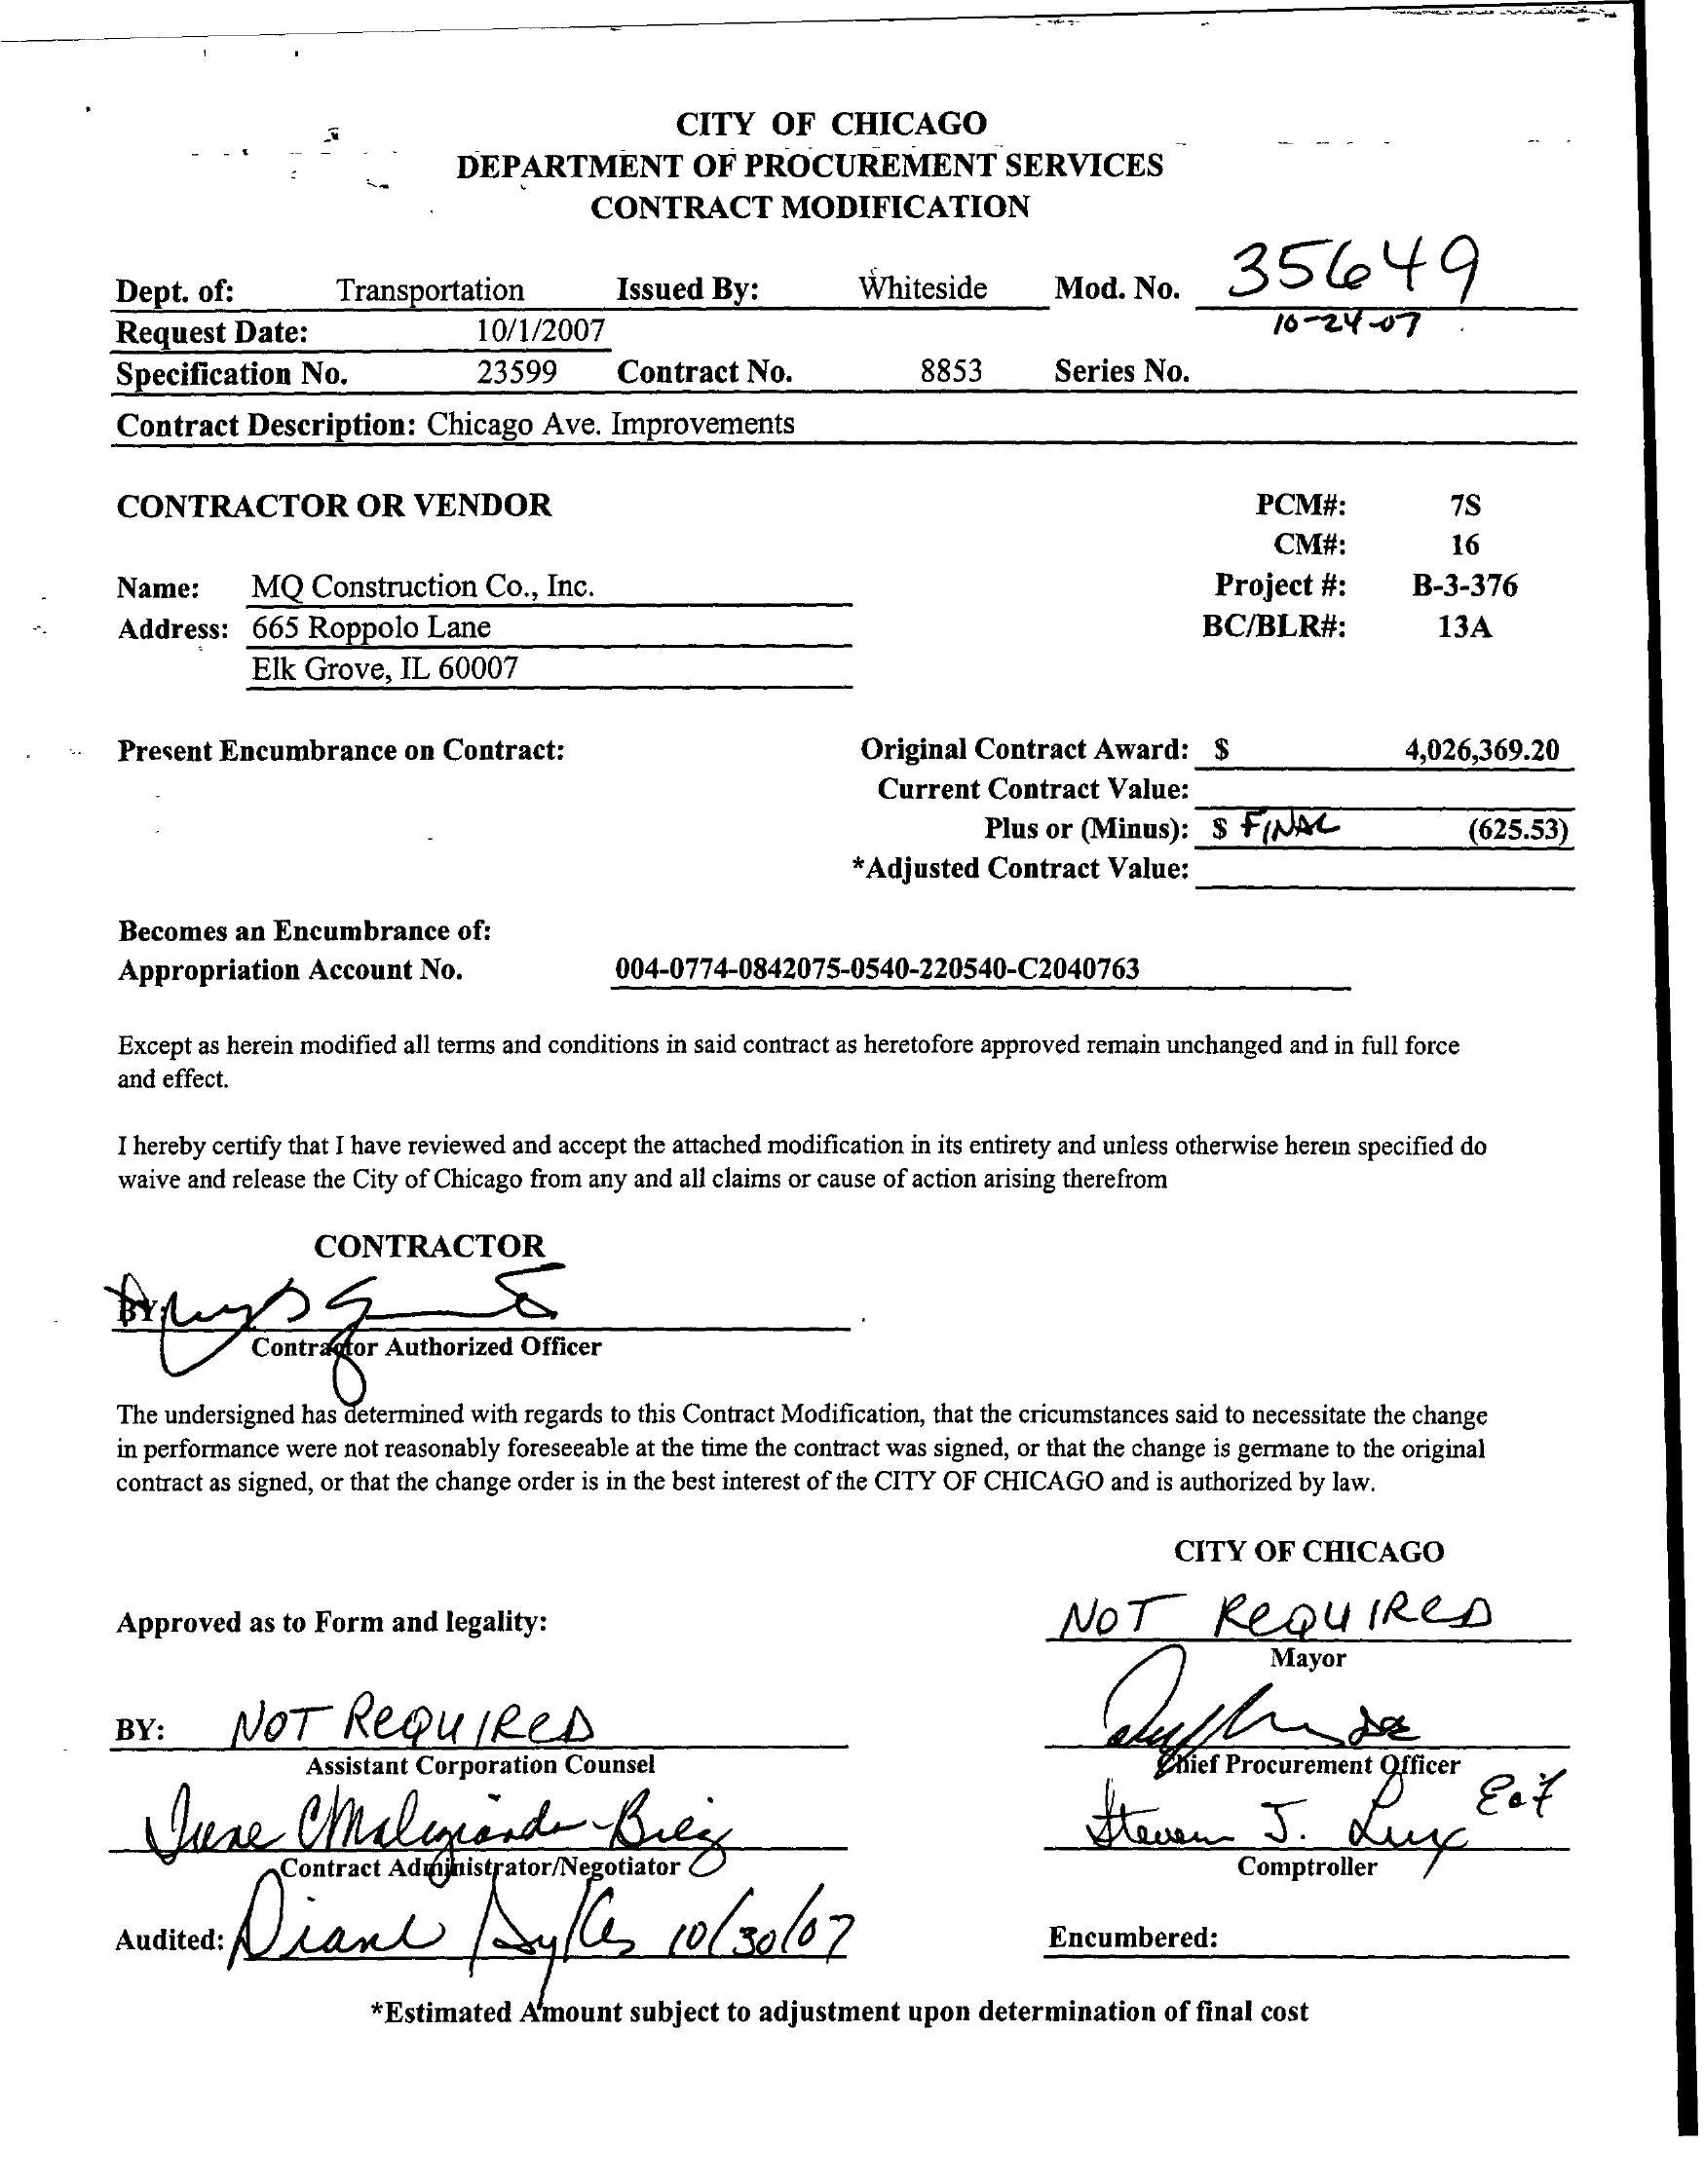 CITY OF CHICAGO
DEPARTMENT OF PROCUREMENT SERVICES
CONTRACT MODIFICATION
Dept. of: Transportation Issued By: Whiteside Mod. No. 35649
Request Date: 10/1/2007 10-24-07
Specification No. 23599 Contract No. 8853 Series No.
Contract Description: Chicago Ave. Improvements
CONTRACTOR OR VENDOR PCM#: 7S
CM#: 16
Name: MQ Construction Co., Inc. Project #: B-3-376
Address: 665 Roppolo Lane BC/BLR#: 13A
Elk Grove, IL 60007
Present Encumbrance on Contract: Original Contract Award: $ 4,026,369.20
Current Contract Value:
Plus or (Minus): $ FINAL (625.53)
*Adjusted Contract Value:
Becomes an Encumbrance of:
Appropriation Account No. 004-0774-0842075-0540-220540-C2040763
Except as herein modified all terms and conditions in said contract as heretofore approved remain unchanged and in full force
and effect.
I hereby certify that I have reviewed and accept the attached modification in its entirety and unless otherwise herein specified do
waive and release the City of Chicago from any and all claims or cause of action arising therefrom
CONTRACTOR
BY:
Contractor Authorized Officer
The undersigned has determined with regards to this Contract Modification, that the cricumstances said to necessitate the change
in performance were not reasonably foreseeable at the time the contract was signed, or that the change is germane to the original
contract as signed, or that the change order is in the best interest of the CITY OF CHICAGO and is authorized by law.
CITY OF CHICAGO
Approved as to Form and legality: NOT REQUIRED
Mayor
BY: NOT REQUIRED
Assistant Corporation Counsel Chief Procurement Officer
Steven J. Lux
Contract Administrator/Negotiator Comptroller
Audited: Diane 10/30/07 Encumbered:
*Estimated Amount subject to adjustment upon determination of final cost